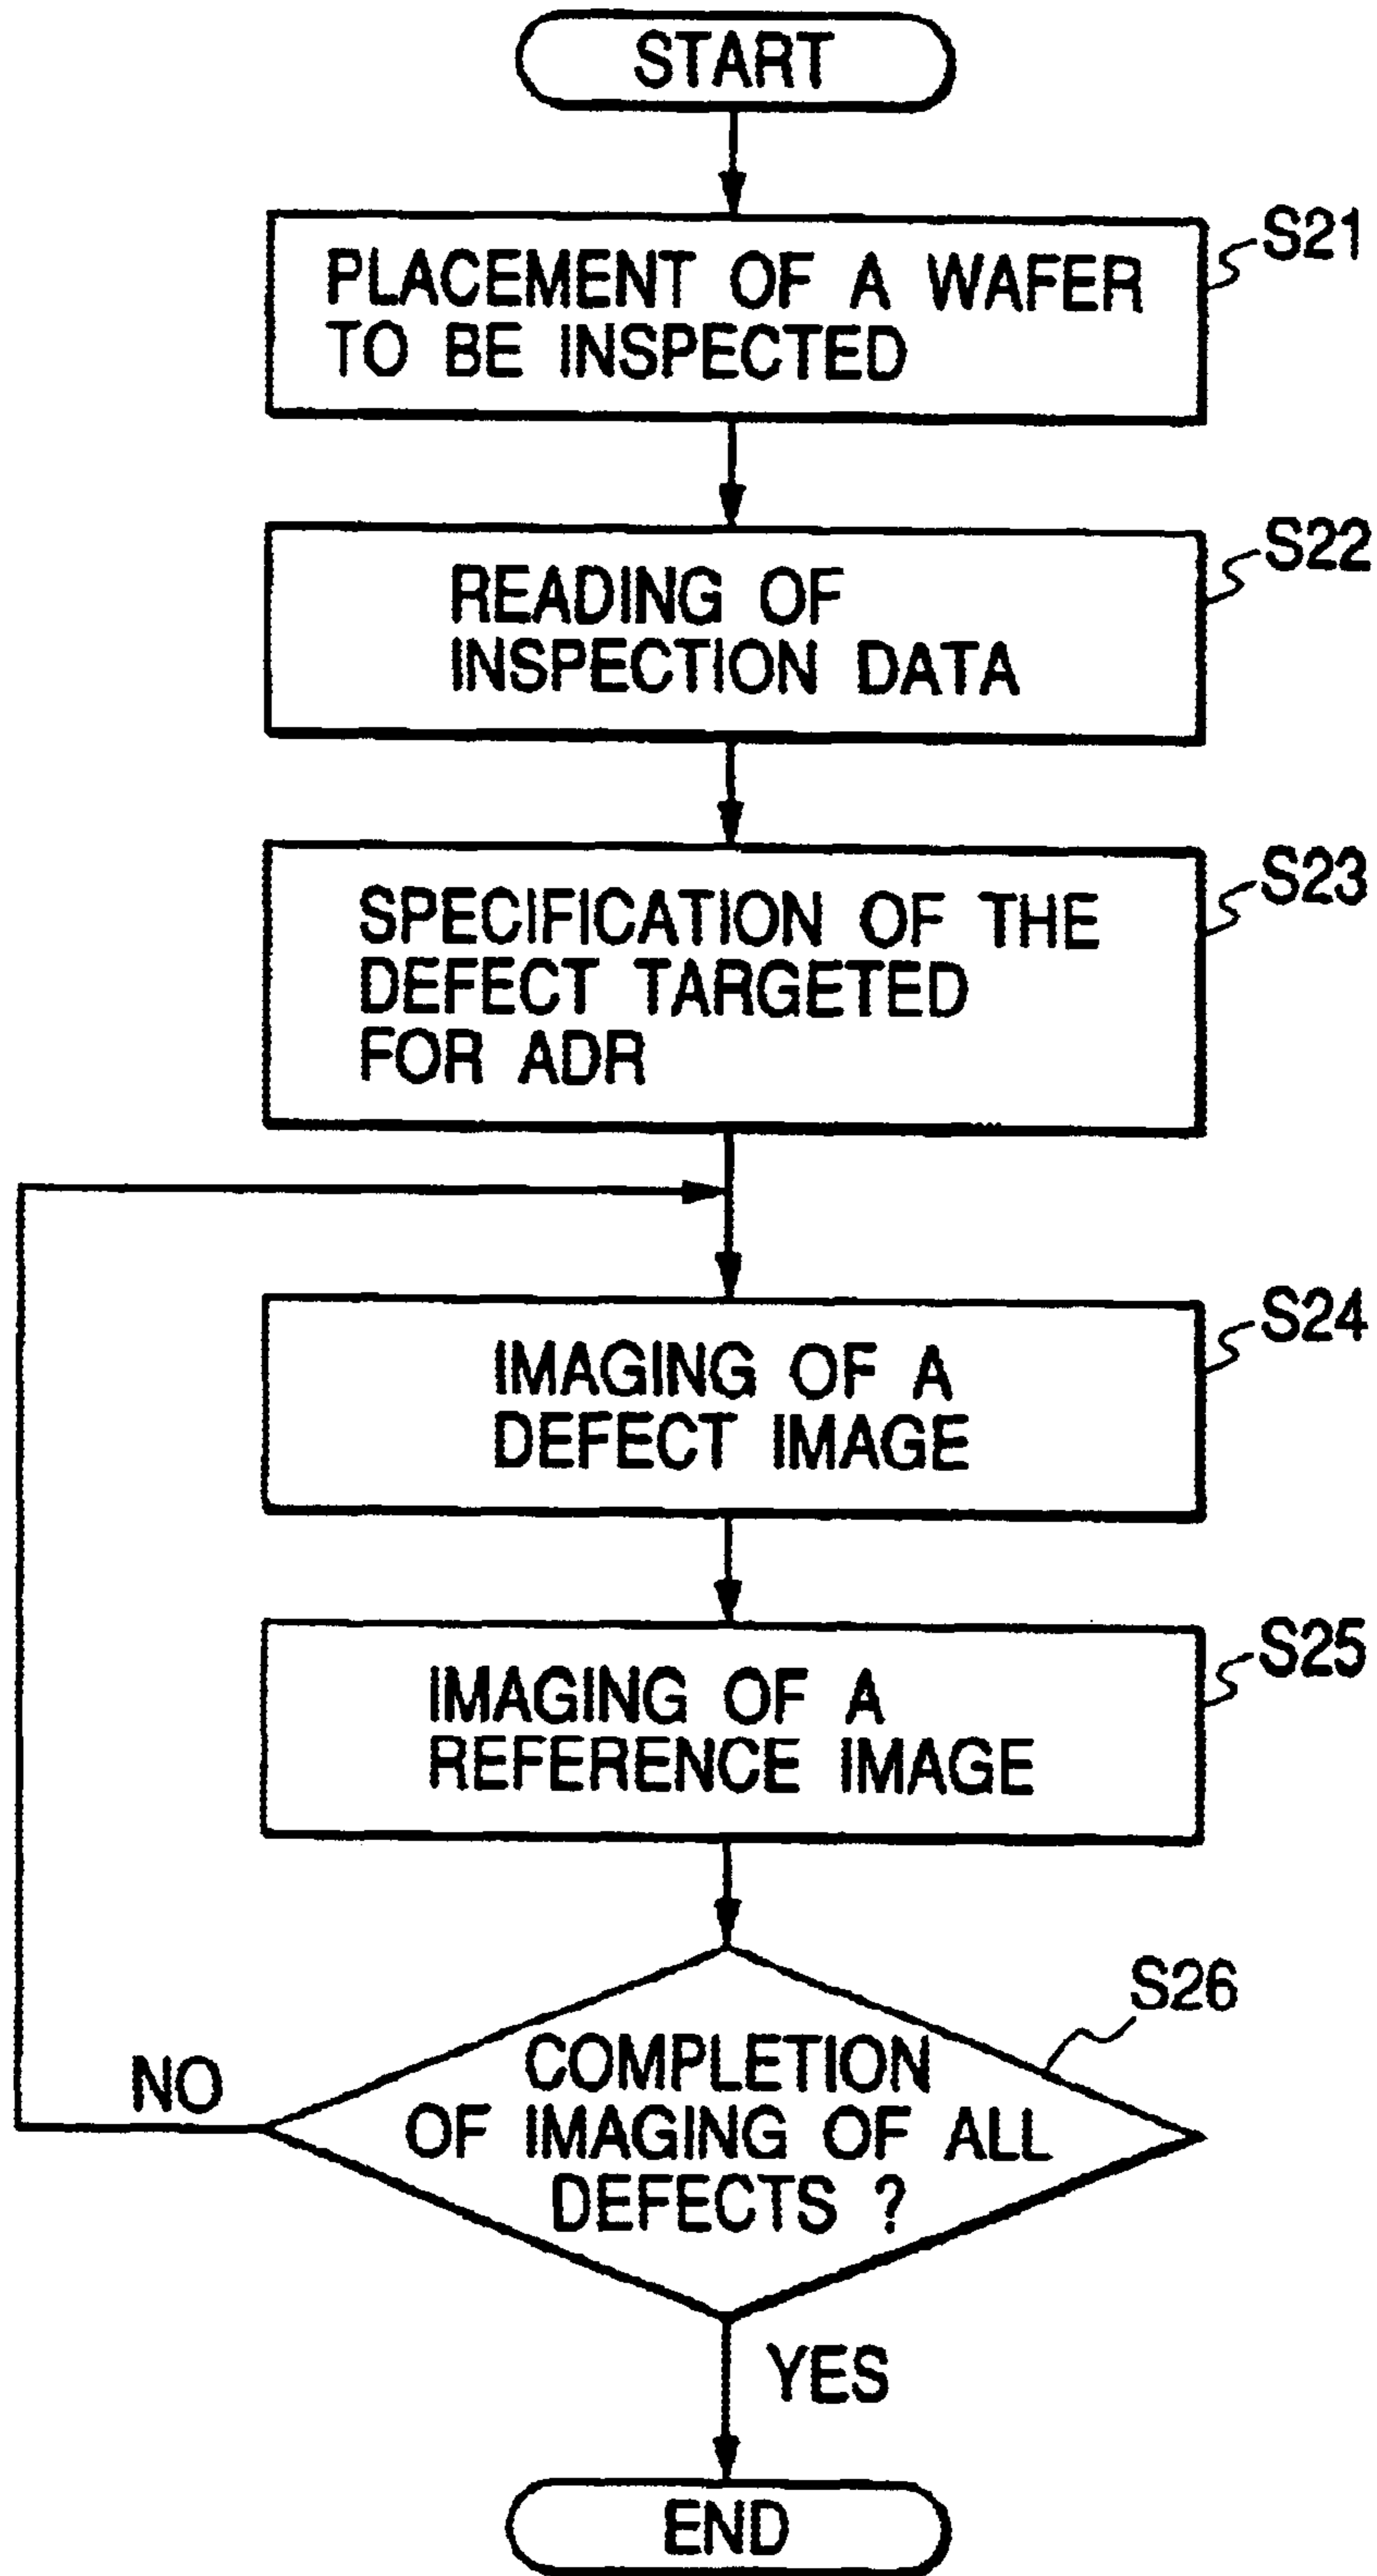 START
S21
PLACEMENT OF A WAFER
TO BE INSPECTED
S22
READING OF
INSPECTION DATA
S23
SPECIFICATION OF THE
DEFECT TARGETED
FOR ADR
S24
IMAGING OF A
DEFECT IMAGE
S25
IMAGING OF A
REFERENCE IMAGE
S26
COMPLETION
OF IMAGING OF ALL
DEFECTS ?
NO
YES
END